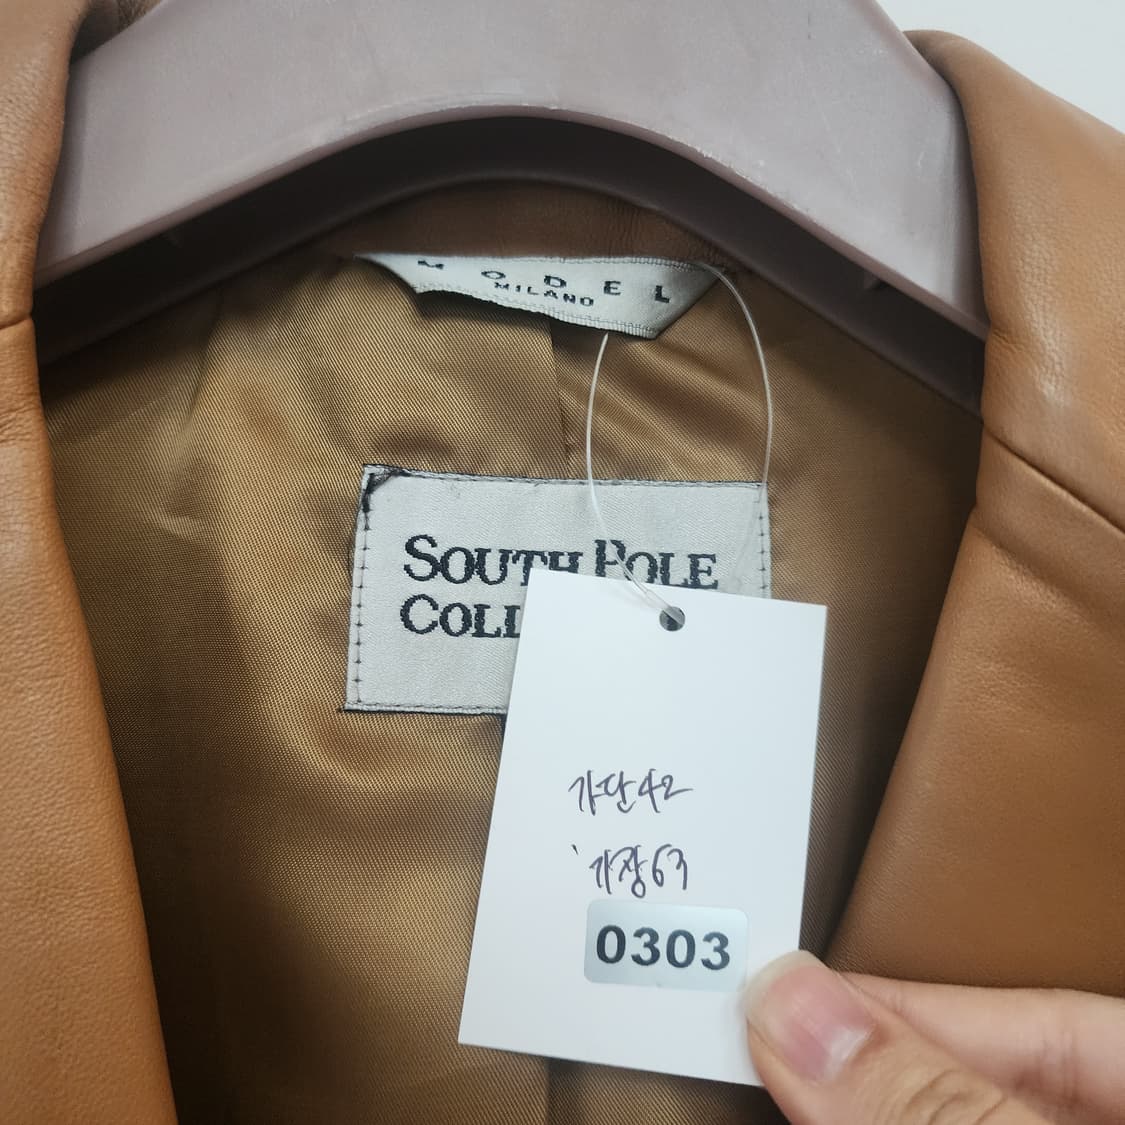 MODEL
MILANO
SOUTH POLE
COLL
가단42
가장63
0303